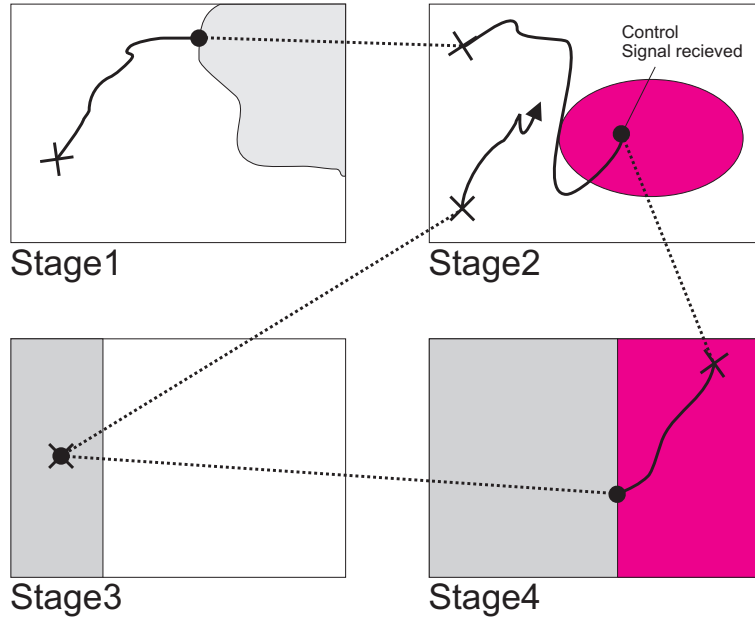 Control
Signal recieved
Stage1
Stage2
Stage3
Stage4